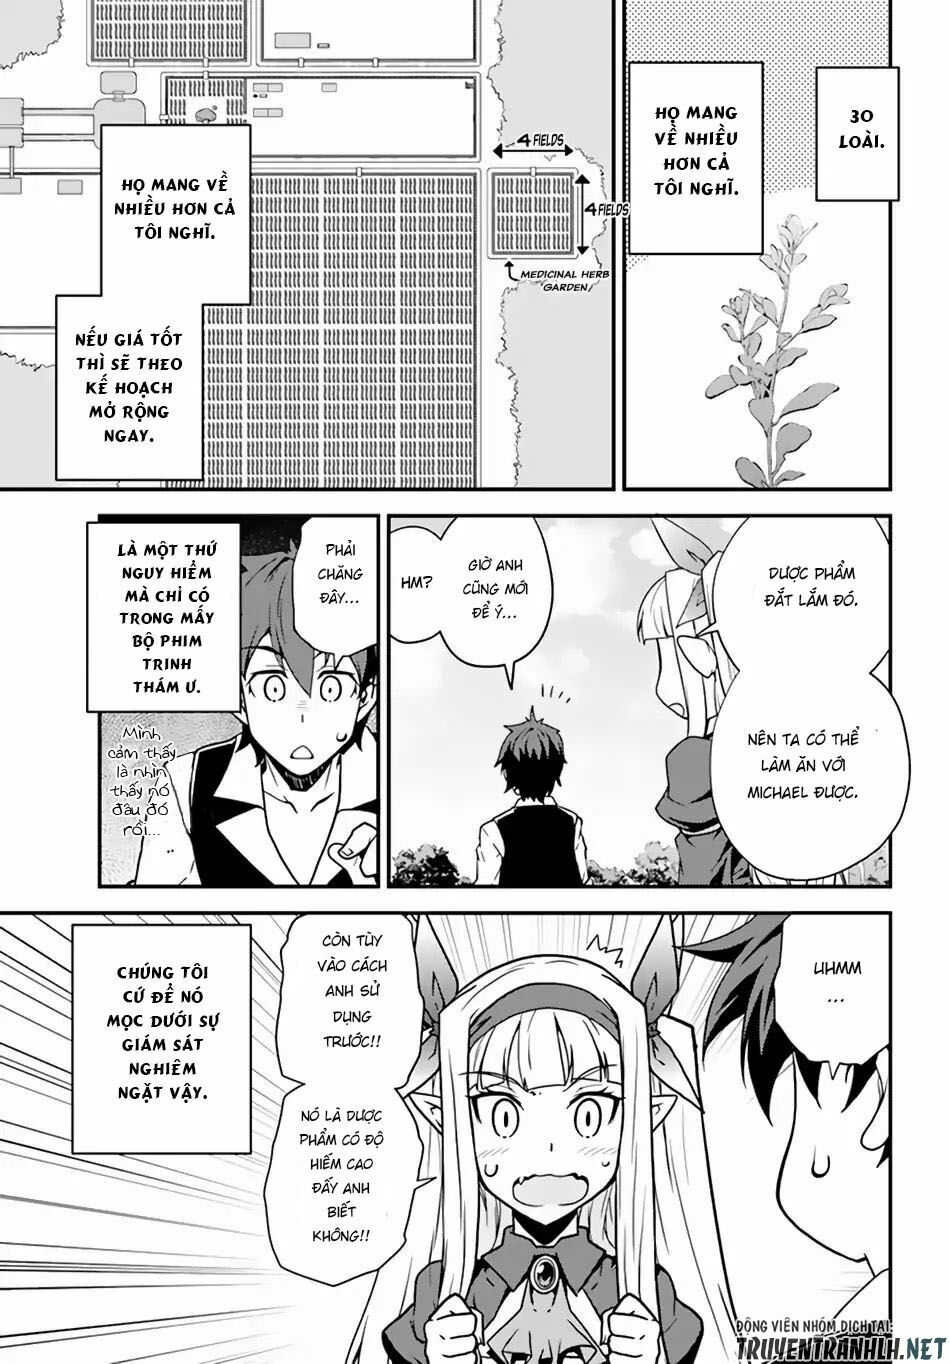 30
LOÀI.
HỌ MANG
VỀ NHIỀU
HƠN CẢ
TÔI NGHĨ.
4 FIELDS
4 FIELDS
MEDICINAL HERB
GARDEN
HỌ MANG VỀ
NHIỀU HƠN CẢ
TÔI NGHĨ.
NẾU GIÁ TỐT
THÌ SẼ THEO
KẾ HOẠCH
MỞ RỘNG
NGAY.
DƯỢC PHẨM
ĐẮT LẮM ĐÓ.
NÊN TA CÓ THỂ
LÀM ĂN VỚI
MICHAEL ĐƯỢC.
GIỜ ANH
CŨNG MỚI
ĐỂ Ý...
HM?
PHẢI
CHĂNG
ĐÂY...
LÀ MỘT THỨ
NGUY HIỂM
MÀ CHỈ CÓ
TRONG MẤY
BỘ PHIM
TRINH
THÁM Ư.
Mình
cảm thấy
là nhìn
thấy nó
đâu đó
rồi...
UHMM
...
CÒN TÙY
VÀO CÁCH
ANH SỬ
DỤNG
TRƯỚC!!
NÓ LÀ DƯỢC
PHẨM CÓ ĐỘ
HIẾM CAO
ĐẤY ANH
BIẾT
KHÔNG!!
CHÚNG TÔI
CỨ ĐỂ NÓ
MỌC DƯỚI SỰ
GIÁM SÁT
NGHIÊM
NGẶT VẬY.
ĐỘNG VIÊN NHÓM DỊCH TẠI
TRUYENTRANHLH.NET